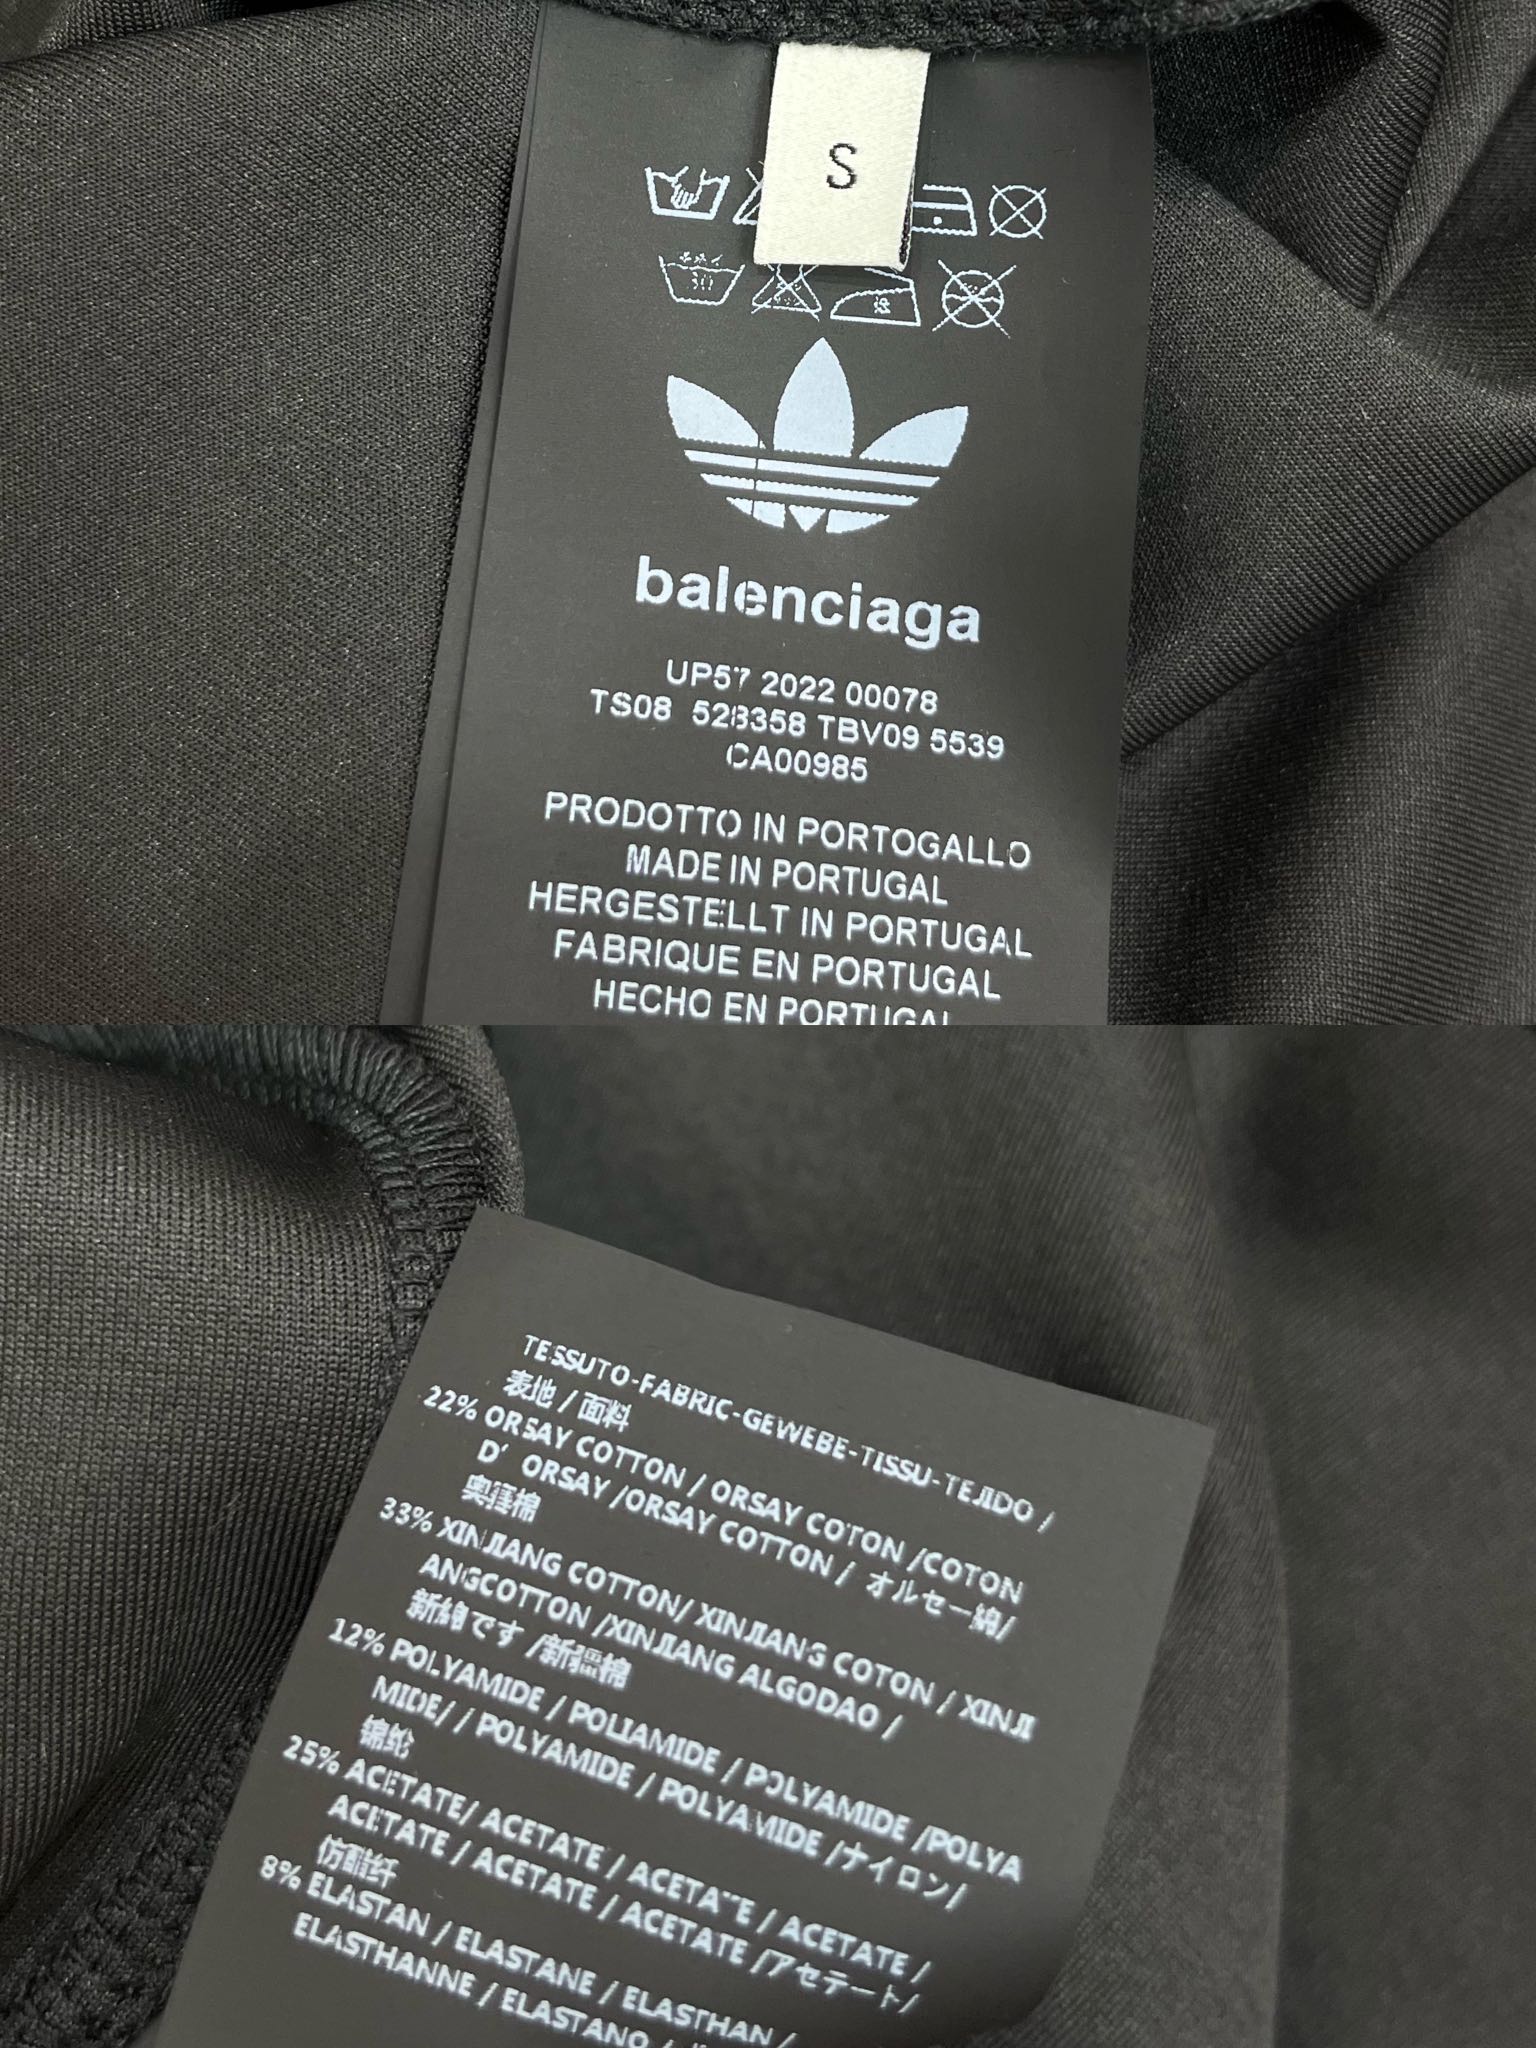 S
30
balenciaga
UP57 2022 00078
TS08 528358 TBV09 5539
CA00985
PRODOTTO IN PORTOGALLO
MADE IN PORTUGAL
HERGESTELLT IN PORTUGAL
FABRIQUE EN PORTUGAL
HECHO EN PORTUGAL
TESSUTO-FABRIC-GEWEBE-TISSU-TEJIDO /
表地 / 面料
22% ORSAY COTTON / ORSAY COTON /COTON
D' ORSAY /ORSAY COTTON / オルセー綿/
奥 棉
33% XINJIANG COTTON/ XINJIANG COTON / XINJI
ANGCOTTON /XINJIANG ALGODAO /
新綿です /新疆棉
12% POLYAMIDE / POLIAMIDE / POLYAMIDE /POLYA
MIDE/ / POLYAMIDE / POLYAMIDE /ナイロン/
锦纶
25% ACETATE/ ACETATE / ACETATE / ACETATE /
ACETATE / ACETATE / ACETATE /アセテート/
仿醋纤
8% ELASTAN / ELASTANE / ELASTHAN /
ELASTHANNE / ELASTANO /